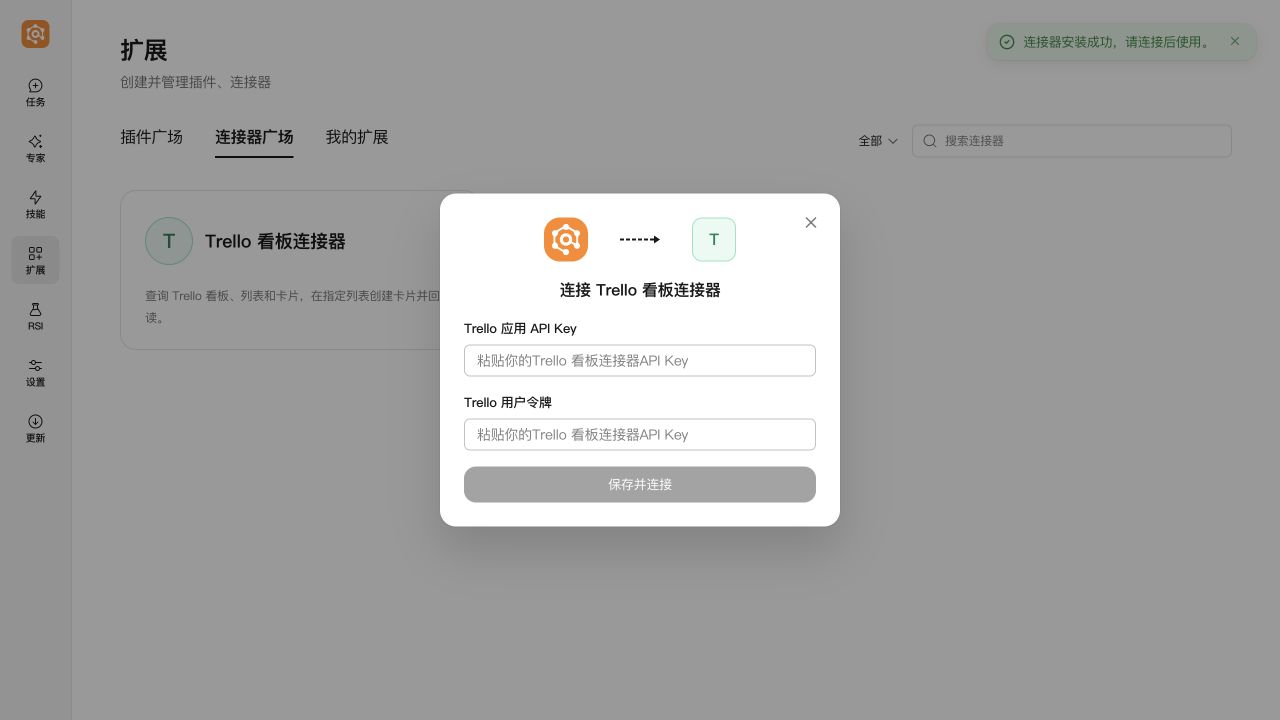 任务
专家
技能
扩展
RSI
设置
更新
扩展
创建并管理插件、连接器
连接器安装成功，请连接后使用。
插件广场
连接器广场
我的扩展
全部
搜索连接器
T
Trello 看板连接器
查询 Trello 看板、列表和卡片，在指定列表创建卡片并回
读。
T
连接 Trello 看板连接器
Trello 应用 API Key
粘贴你的Trello 看板连接器API Key
Trello 用户令牌
粘贴你的Trello 看板连接器API Key
保存并连接